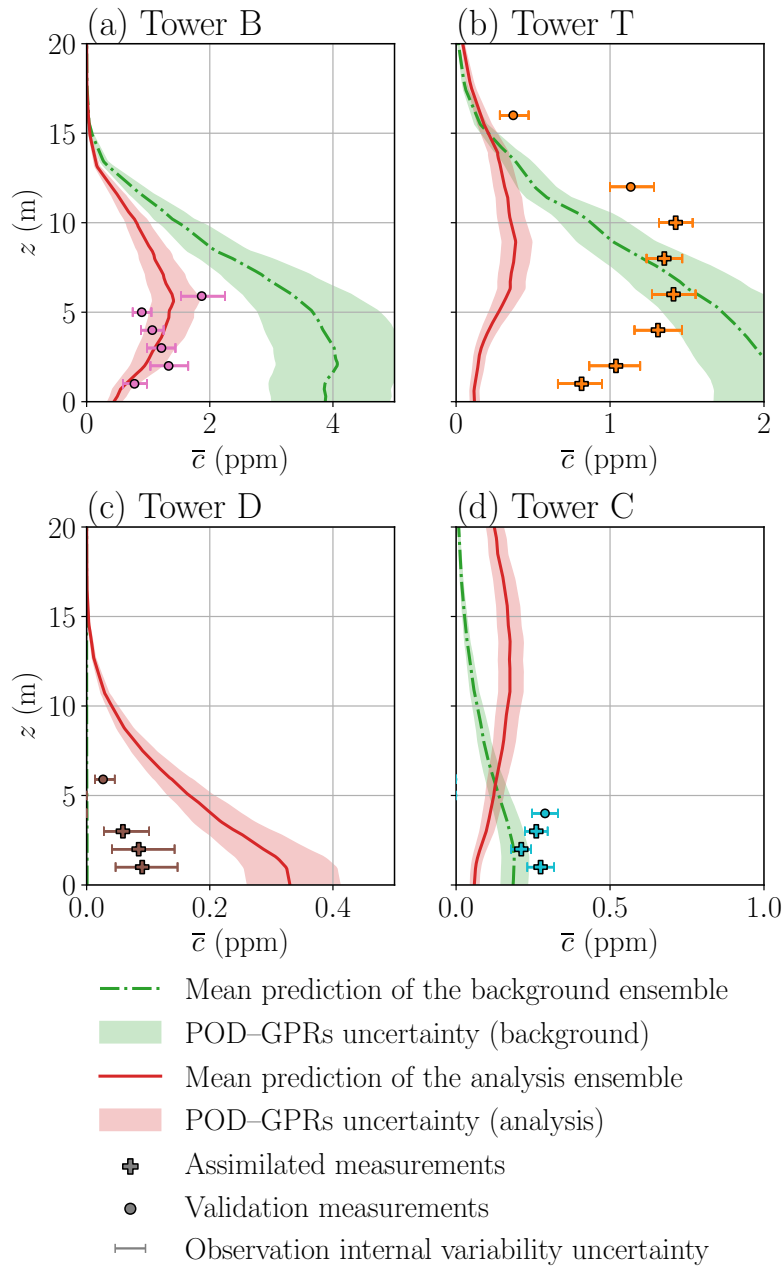 (a) Tower B
(b) Tower T
20
15
10
5
0
z (m)
0 2 4
0 1 2
c̅ (ppm)
c̅ (ppm)
(c) Tower D
(d) Tower C
20
15
10
5
0
z (m)
0.0 0.2 0.4
0.0 0.5 1.0
c̅ (ppm)
c̅ (ppm)
Mean prediction of the background ensemble
POD–GPRs uncertainty (background)
Mean prediction of the analysis ensemble
POD–GPRs uncertainty (analysis)
Assimilated measurements
Validation measurements
Observation internal variability uncertainty